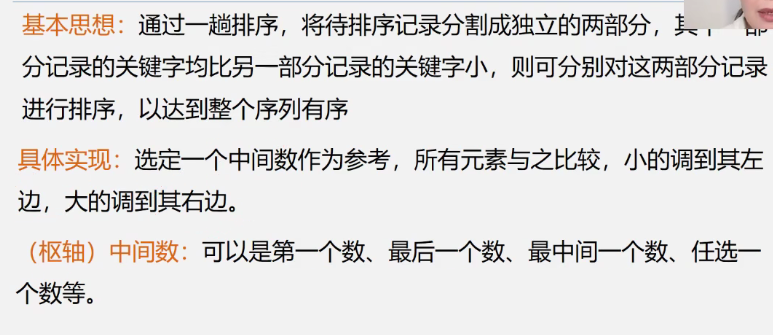 基本思想：通过一趟排序，将待排序记录分割成独立的两部分，其中一部
分记录的关键字均比另一部分记录的关键字小，则可分别对这两部分记录
进行排序，以达到整个序列有序
具体实现：选定一个中间数作为参考，所有元素与之比较，小的调到其左
边，大的调到其右边。
（枢轴）中间数：可以是第一个数、最后一个数、最中间一个数、任选一
个数等。